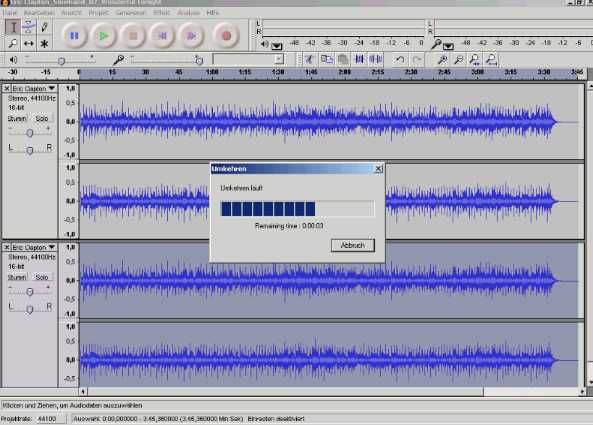 Eric Clapton_Slowhand_07_Wonderful Tonight
Datei Bearbeiten Ansicht Projekt Generieren Effekt Analyse Hilfe
L
R
-48 -42 -36 -30 -24 -18 -12 -6 0
L
R
-48 -42 -36 -30 -24 -18 -12 -6 0
-30 -15 0 15 30 45 1:00 1:15 1:30 1:45 2:00 2:15 2:30 2:45 3:00 3:15 3:30 3:46
Eric Clapton
Stereo, 44100Hz
16-bit
Stumm Solo
- +
L R
1,0
0,5
0,0
-0,5
-1,0
1,0
0,5
0,0
-0,5
-1,0
Umkehren
Umkehren läuft
Remaining time : 0:00:03
Abbruch
Eric Clapton
Stereo, 44100Hz
16-bit
Stumm Solo
- +
L R
1,0
0,5
0,0
-0,5
-1,0
1,0
0,5
0,0
-0,5
Klicken und Ziehen, um Audiodaten auszuwählen
Projektrate: 44100 Auswahl: 0:00,000000 - 3:45,360000 (3:45,360000 Min:Sek) Einrasten deaktiviert